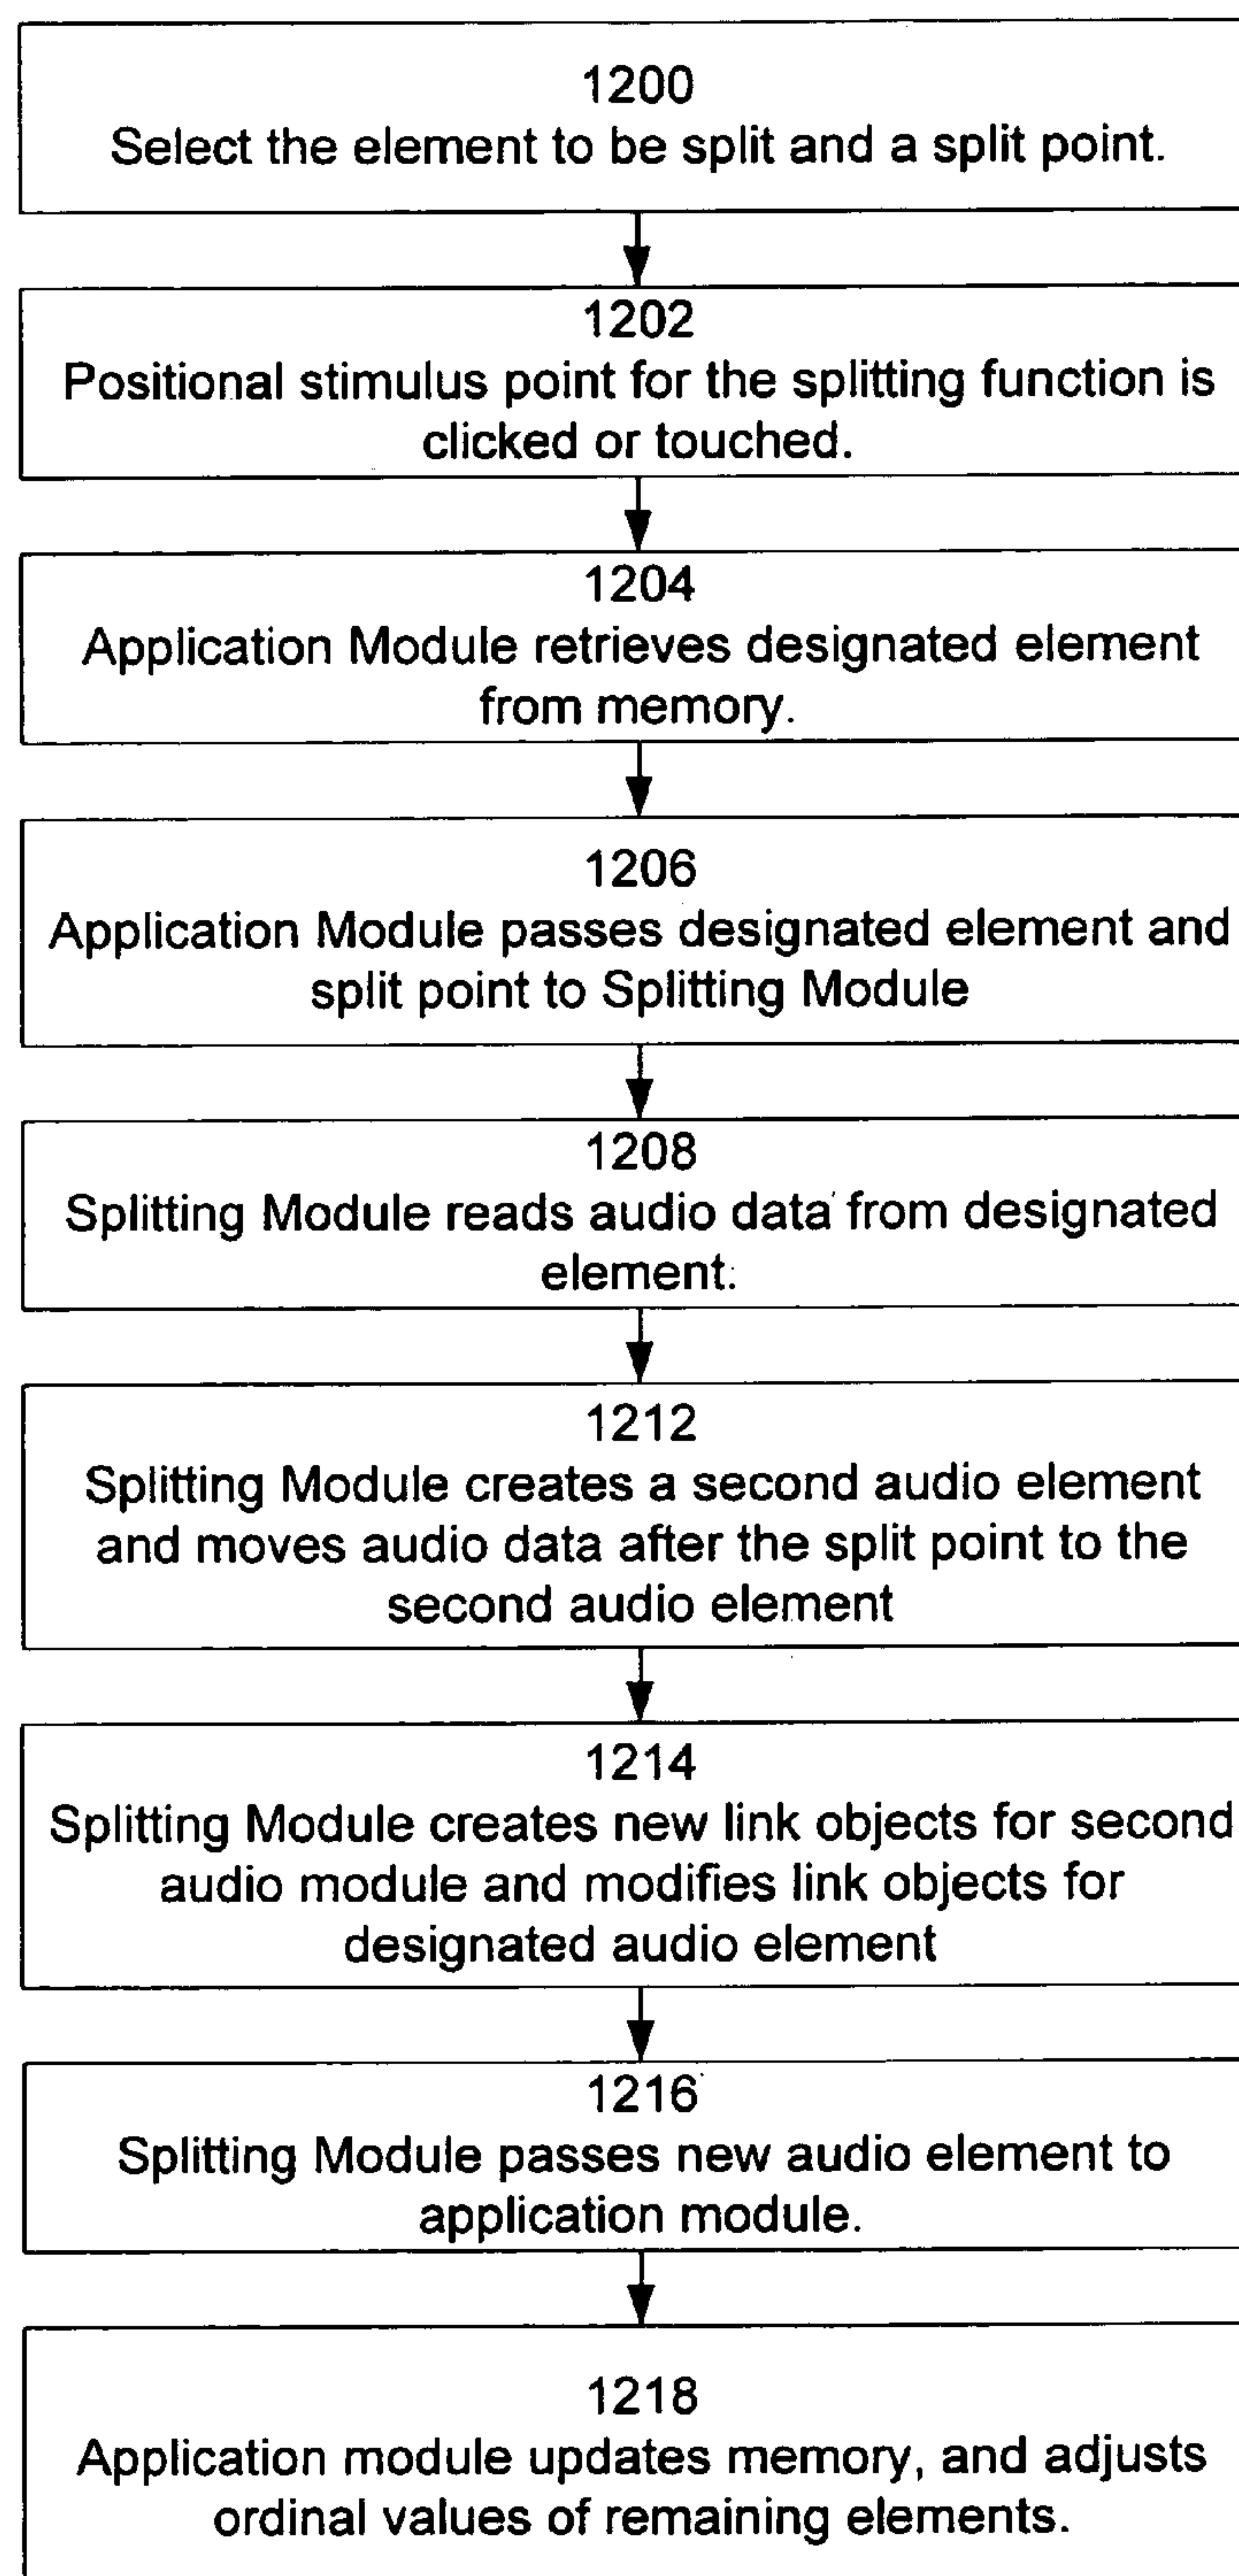 1200
Select the element to be split and a split point.
1202
Positional stimulus point for the splitting function is
clicked or touched.
1204
Application Module retrieves designated element
from memory.
1206
Application Module passes designated element and
split point to Splitting Module
1208
Splitting Module reads audio data from designated
element.
1212
Splitting Module creates a second audio element
and moves audio data after the split point to the
second audio element
1214
Splitting Module creates new link objects for second
audio module and modifies link objects for
designated audio element
1216
Splitting Module passes new audio element to
application module.
1218
Application module updates memory, and adjusts
ordinal values of remaining elements.